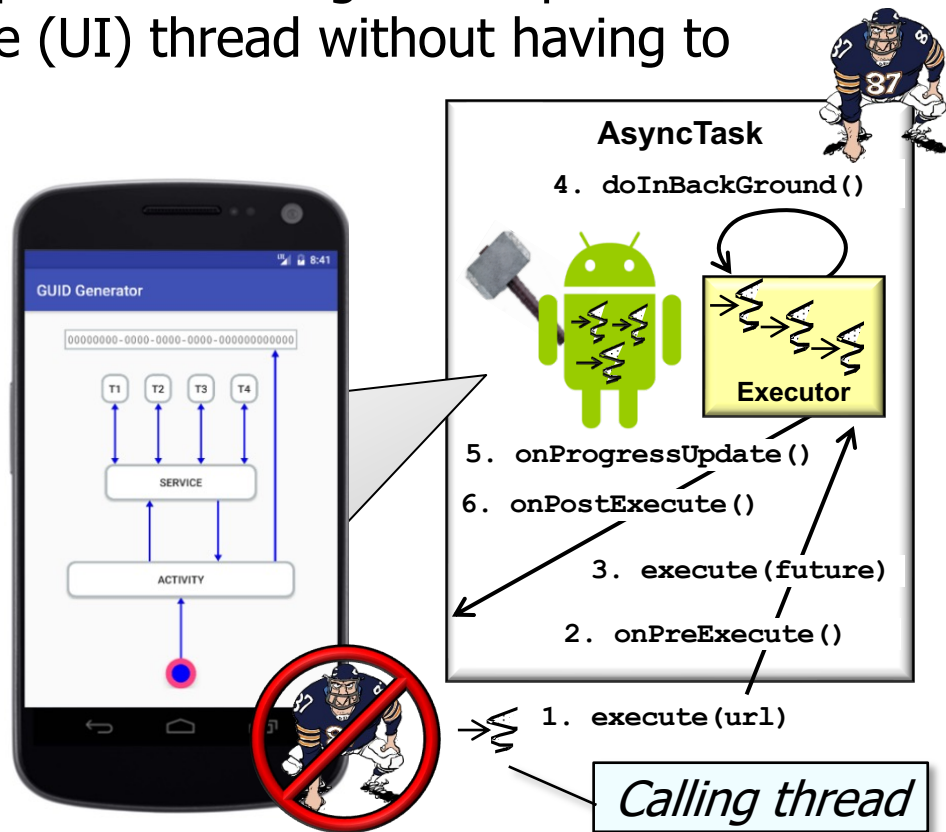 e (UI) thread without having to
87
AsyncTask
4. doInBackGround()
8:41
GUID Generator
00000000-0000-0000-0000-000000000000
T1 T2 T3 T4
SERVICE
ACTIVITY
Executor
5. onProgressUpdate()
6. onPostExecute()
3. execute(future)
2. onPreExecute()
1. execute(url)
Calling thread